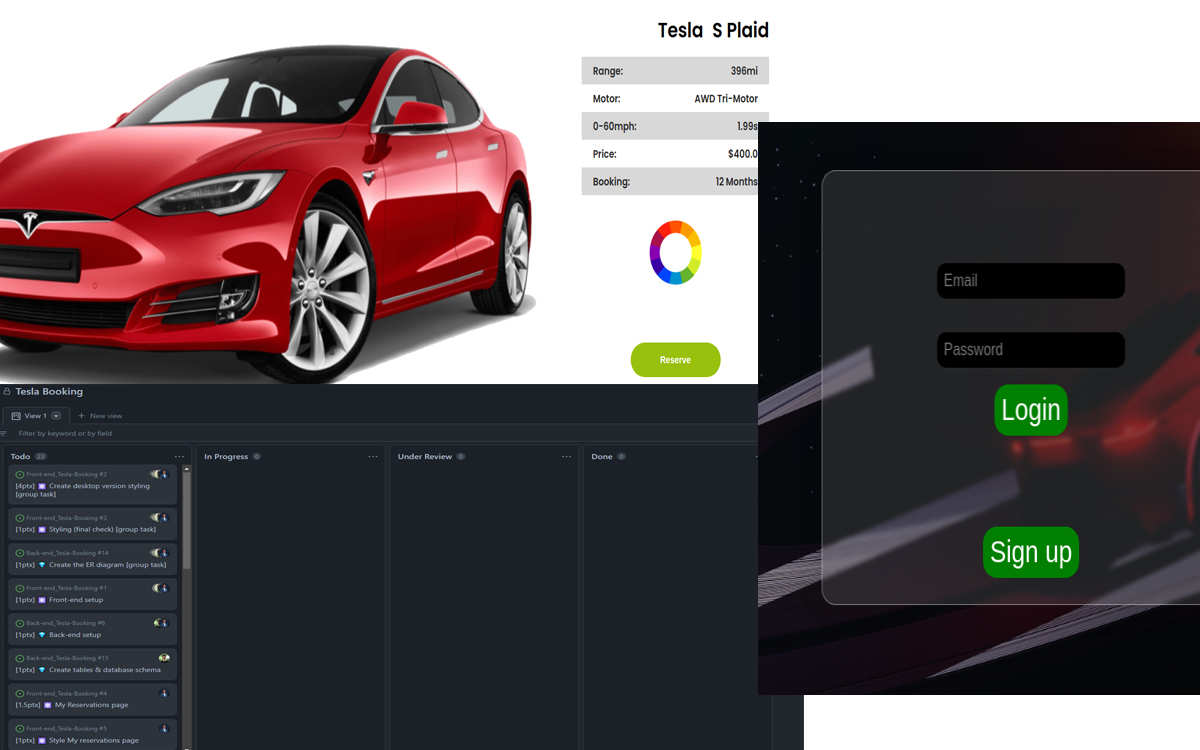 Tesla S Plaid
Range: 396mi
Motor: AWD Tri-Motor
0-60mph: 1.99s
Price: $400.0
Booking: 12 Months
Reserve
Email
Password
Login
Sign up
Tesla Booking
View 1
New view
Filter by keyword or by field
Todo 23
In Progress 0
Under Review 0
Done 0
Front-end_Tesla-Booking #2
[4ptx] Create desktop version styling
[group task]
Front-end_Tesla-Booking #3
[1ptx] Styling (final check) [group task]
Back-end_Tesla-Booking #14
[1ptx] Create the ER diagram [group task]
Front-end_Tesla-Booking #1
[1ptx] Front-end setup
Back-end_Tesla-Booking #6
[1ptx] Back-end setup
Back-end_Tesla-Booking #15
[1ptx] Create tables & database schema
Front-end_Tesla-Booking #4
[1.5ptx] My Reservations page
Front-end_Tesla-Booking #5
[1ptx] Style My reservations page